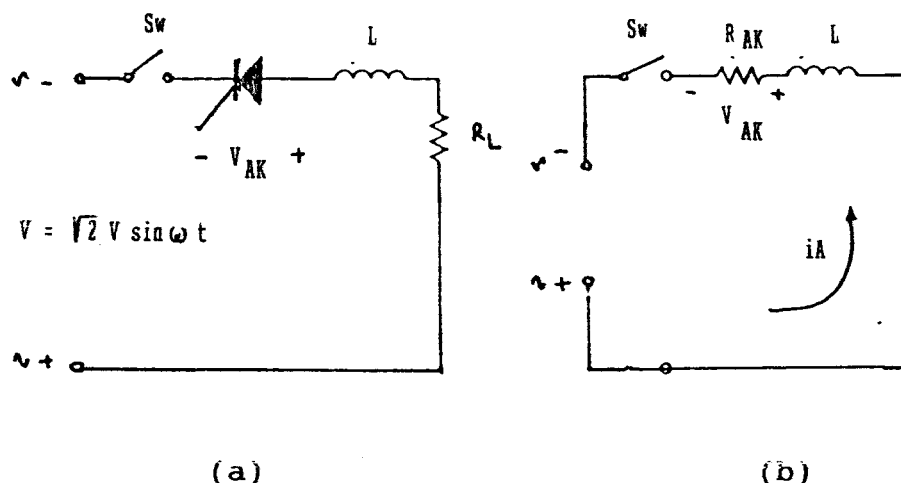 Sw
L
Sw
R AK
L
v -
R L
- V AK +
- +
V AK
v -
V = √2 V sin ω t
iA
v +
v +
(a)
(b)